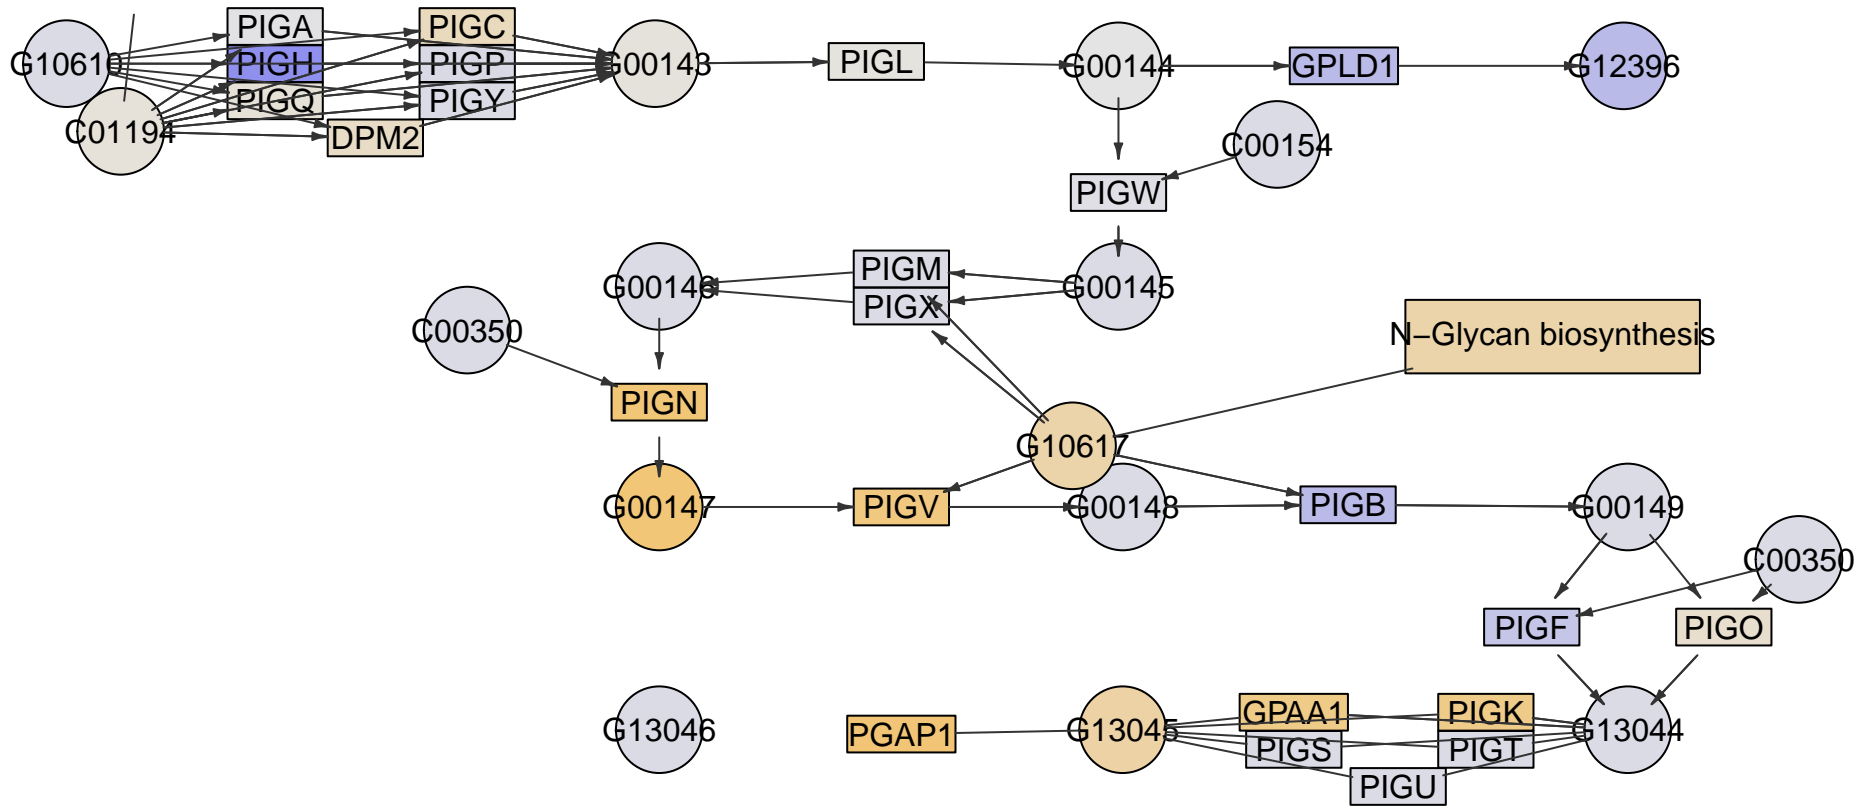 PIGA
PIGC
G10619
PIGH
PIGP
G00143
PIGL
G00144
GPLD1
G12396
PIGQ
PIGY
C01194
DPM2
C00154
PIGW
PIGM
G00146
G00145
PIGX
C00350
N−Glycan biosynthesis
PIGN
G10617
G00147
PIGV
G00148
PIGB
G00149
C00350
PIGF
PIGO
GPAA1
PIGK
G13046
PGAP1
G13045
G13044
PIGS
PIGT
PIGU